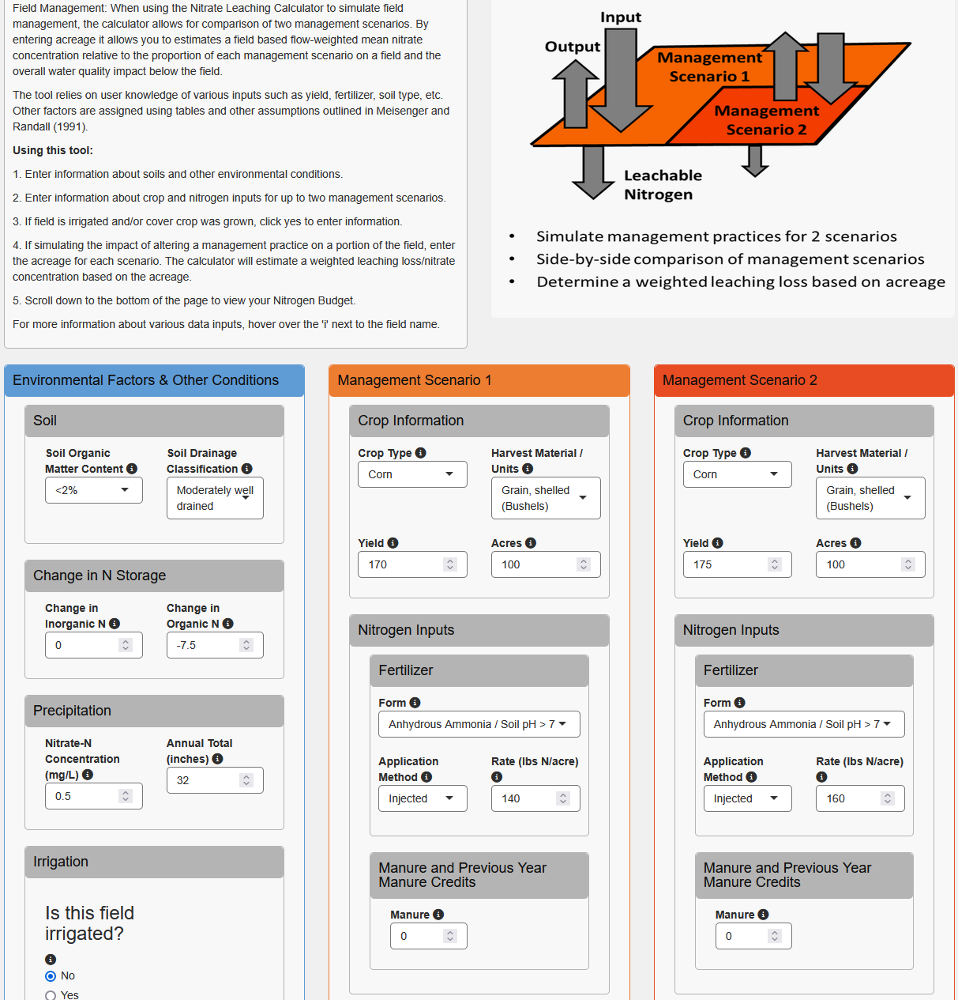 Field Management: When using the Nitrate Leaching Calculator to simulate field
management, the calculator allows for comparison of two management scenarios. By
entering acreage it allows you to estimates a field based flow-weighted mean nitrate
concentration relative to the proportion of each management scenario on a field and the
overall water quality impact below the field.
The tool relies on user knowledge of various inputs such as yield, fertilizer, soil type, etc.
Other factors are assigned using tables and other assumptions outlined in Meisenger and
Randall (1991).
Using this tool:
1. Enter information about soils and other environmental conditions.
2. Enter information about crop and nitrogen inputs for up to two management scenarios.
3. If field is irrigated and/or cover crop was grown, click yes to enter information.
4. If simulating the impact of altering a management practice on a portion of the field, enter
the acreage for each scenario. The calculator will estimate a weighted leaching loss/nitrate
concentration based on the acreage.
5. Scroll down to the bottom of the page to view your Nitrogen Budget.
For more information about various data inputs, hover over the 'i' next to the field name.
Input
Output
Management
Scenario 1
Management
Scenario 2
Leachable
Nitrogen
• Simulate management practices for 2 scenarios
• Side-by-side comparison of management scenarios
• Determine a weighted leaching loss based on acreage
Environmental Factors & Other Conditions
Soil
Soil Organic
Matter Content
<2%
Soil Drainage
Classification
Moderately well
drained
Change in N Storage
Change in
Inorganic N
0
Change in
Organic N
-7.5
Precipitation
Nitrate-N
Concentration
(mg/L)
0.5
Annual Total
(inches)
32
Irrigation
Is this field
irrigated?
No
Yes
Management Scenario 1
Crop Information
Crop Type
Corn
Harvest Material /
Units
Grain, shelled
(Bushels)
Yield
170
Acres
100
Nitrogen Inputs
Fertilizer
Form
Anhydrous Ammonia / Soil pH > 7
Application
Method
Injected
Rate (lbs N/acre)
140
Manure and Previous Year
Manure Credits
Manure
0
Management Scenario 2
Crop Information
Crop Type
Corn
Harvest Material /
Units
Grain, shelled
(Bushels)
Yield
175
Acres
100
Nitrogen Inputs
Fertilizer
Form
Anhydrous Ammonia / Soil pH > 7
Application
Method
Injected
Rate (lbs N/acre)
160
Manure and Previous Year
Manure Credits
Manure
0